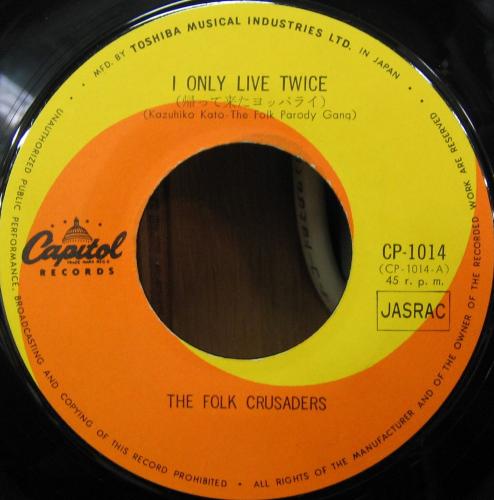 • MFD. BY TOSHIBA MUSICAL INDUSTRIES LTD. IN JAPAN •
I ONLY LIVE TWICE
(帰って来たヨッパライ)
(Kazuhiko Kato-The Folk Parody Gang)
Capitol
TRADE MARK REG.
RECORDS
CP-1014
(CP-1014-A)
45 r. p. m.
JASRAC
THE FOLK CRUSADERS
• UNAUTHORIZED PUBLIC PERFORMANCE, BROADCASTING AND COPYING OF THIS RECORD PROHIBITED • ALL RIGHTS OF THE MANUFACTURER AND OF THE OWNER OF THE RECORDED WORK ARE RESERVED •